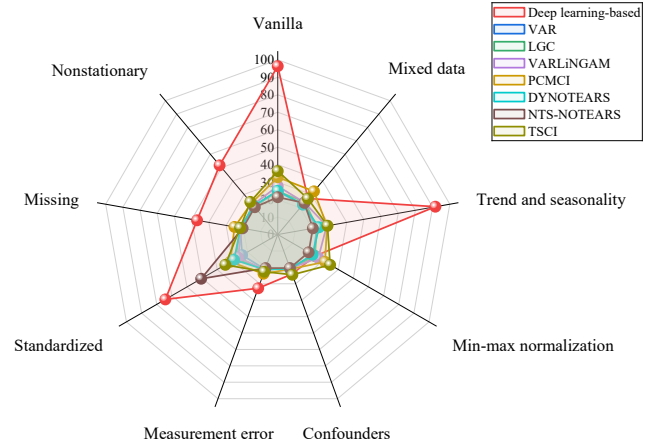 Vanilla
Deep learning-based
VAR
LGC
VARLiNGAM
PCMCI
DYNOTEARS
NTS-NOTEARS
TSCI
Nonstationary
Mixed data
100
90
80
70
60
50
40
30
10
0
Missing
Trend and seasonality
Standardized
Min-max normalization
Measurement error
Confounders